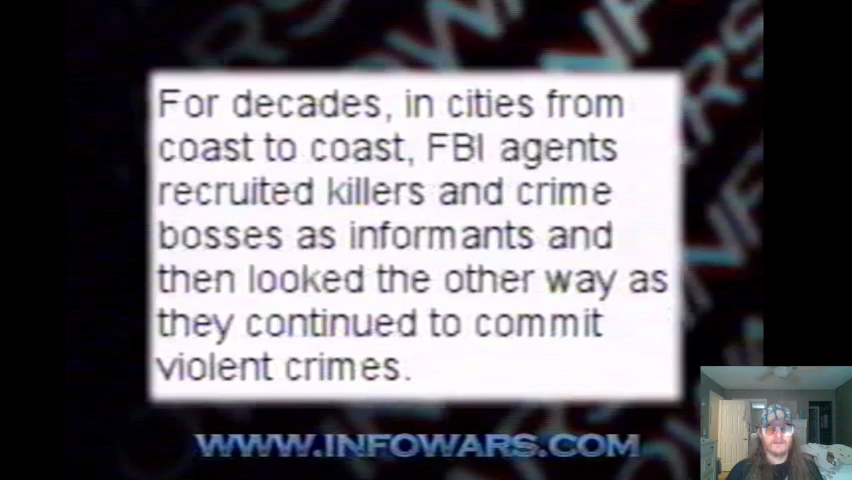 For decades, in cities from
coast to coast, FBI agents
recruited killers and crime
bosses as informants and
then looked the other way as
they continued to commit
violent crimes.
WWW.INFOWARS.COM